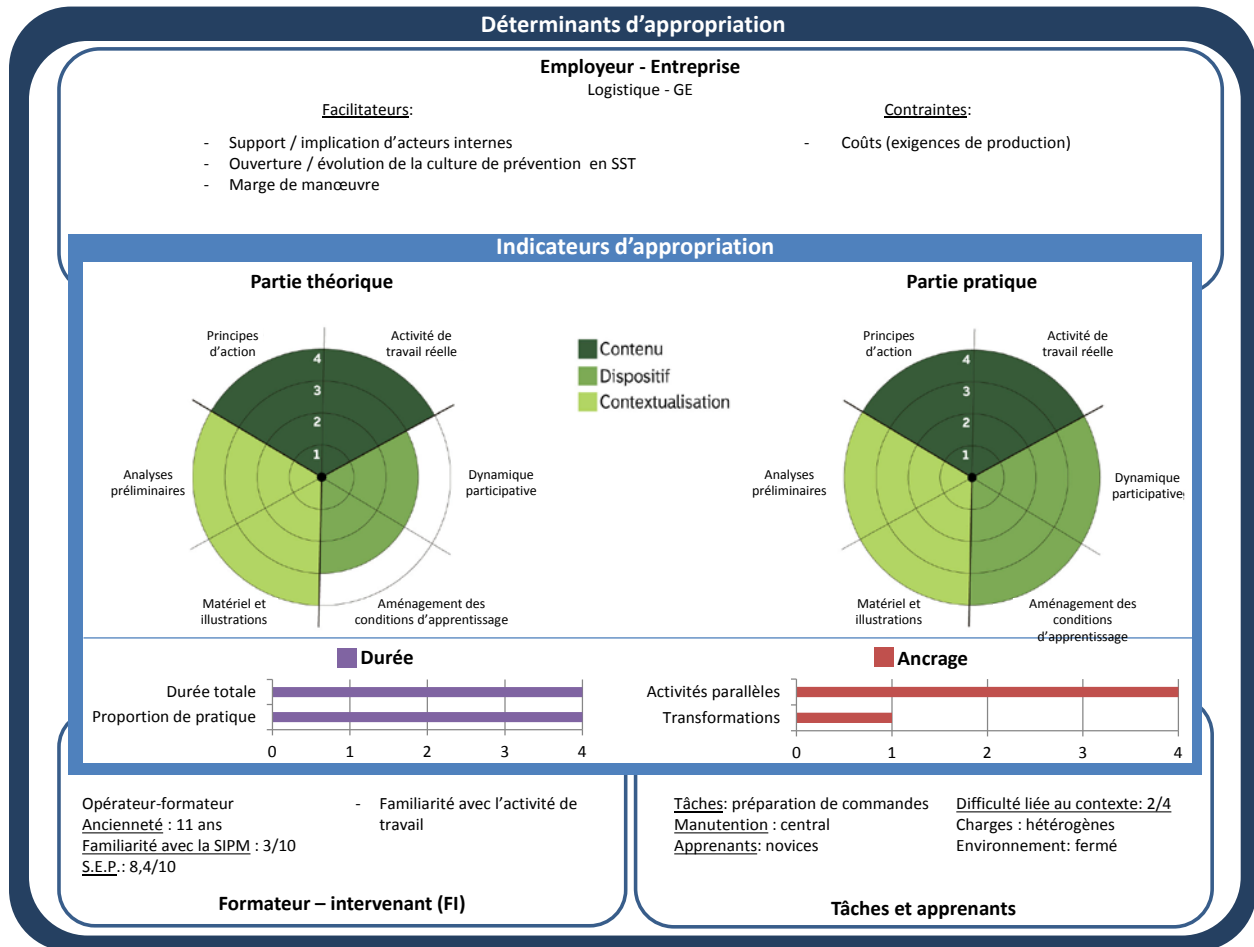 Déterminants d'appropriation
Employeur - Entreprise
Logistique - GE
Facilitateurs:
- Support / implication d'acteurs internes
- Ouverture / évolution de la culture de prévention en SST
- Marge de manœuvre
Contraintes:
- Coûts (exigences de production)
Indicateurs d'appropriation
Partie théorique
Principes
d'action
Activité de
travail réelle
4
3
2
1
Analyses
préliminaires
Dynamique
participative
Matériel et
illustrations
Aménagement des
conditions d'apprentissage
Contenu
Dispositif
Contextualisation
Partie pratique
Principes
d'action
Activité de
travail réelle
4
3
2
1
Analyses
préliminaires
Dynamique
participative
Matériel et
illustrations
Aménagement des
conditions
d'apprentissage
Durée
Durée totale
Proportion de pratique
0 1 2 3 4
Ancrage
Activités parallèles
Transformations
0 1 2 3 4
Opérateur-formateur
Ancienneté : 11 ans
Familiarité avec la SIPM : 3/10
S.E.P.: 8,4/10
- Familiarité avec l'activité de
travail
Formateur – intervenant (FI)
Tâches: préparation de commandes
Manutention : central
Apprenants: novices
Difficulté liée au contexte: 2/4
Charges : hétérogènes
Environnement: fermé
Tâches et apprenants